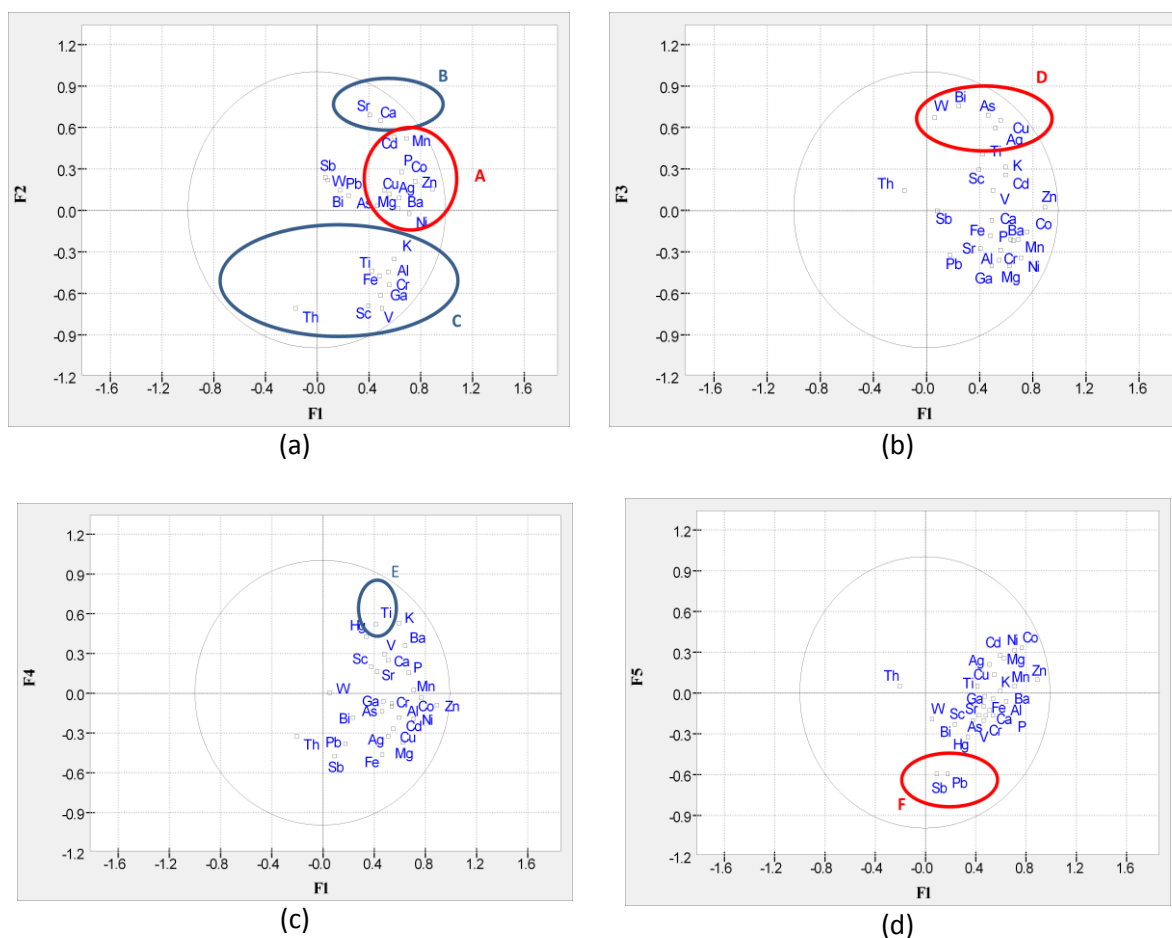 1.2
0.9
0.6
0.3
0.0
-0.3
-0.6
-0.9
-1.2
F2
B
Sr Ca
Cd Mn
P Co
A
Sb
W Pb Cu Ag Zn
Bi As Mg Ba
Ni
K
Ti Al
Fe Cr
Ga
Th Sc V
C
-1.6 -1.2 -0.8 -0.4 -0.0 0.4 0.8 1.2 1.6
F1
(a)
1.2
0.9
0.6
0.3
0.0
-0.3
-0.6
-0.9
-1.2
F3
D
W Bi As
Cu
Ag
Ti
K
Sc Cd
Th
V Zn
Sb
Ca Co
Fe Ba
P
Sr Mn
Pb Al Cr Ni
Ga Mg
-1.6 -1.2 -0.8 -0.4 -0.0 0.4 0.8 1.2 1.6
F1
(b)
1.2
0.9
0.6
0.3
0.0
-0.3
-0.6
-0.9
-1.2
F4
E
Ti K
Hg
V Ba
Sc Ca P
Sr
W Mn
Ga Cr Co Zn
Bi As Al Ni
Cd
Th Pb Ag Cu
Sb Fe Mg
-1.6 -1.2 -0.8 -0.4 -0.0 0.4 0.8 1.2 1.6
F1
(c)
1.2
0.9
0.6
0.3
0.0
-0.3
-0.6
-0.9
-1.2
F5
Cd Ni Co
Ag Mg
Th Cu Zn
Ti K Mn
W Sc Sr Fe Ba
Bi As Ca Al
V Cr P
Hg
Sb Pb
F
-1.6 -1.2 -0.8 -0.4 -0.0 0.4 0.8 1.2 1.6
F1
(d)